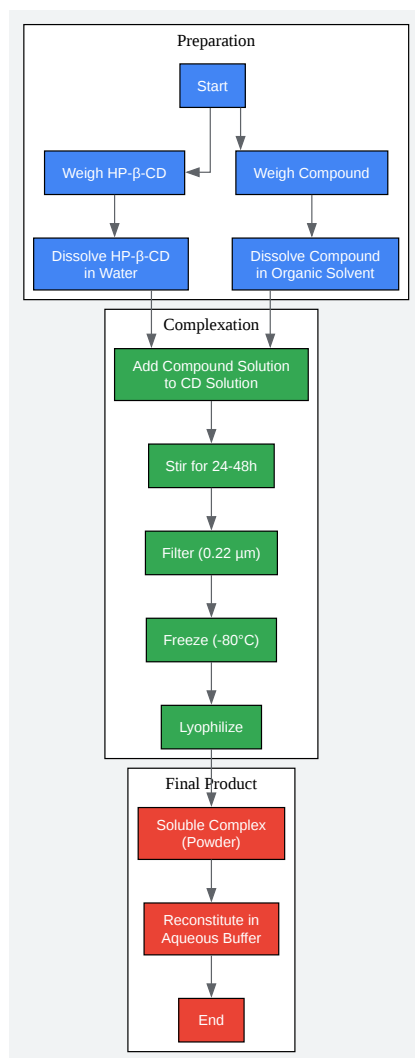 Preparation
Start
Weigh HP-β-CD
Weigh Compound
Dissolve HP-β-CD
in Water
Dissolve Compound
in Organic Solvent
Complexation
Add Compound Solution
to CD Solution
Stir for 24-48h
Filter (0.22 µm)
Freeze (-80°C)
Lyophilize
Final Product
Soluble Complex
(Powder)
Reconstitute in
Aqueous Buffer
End